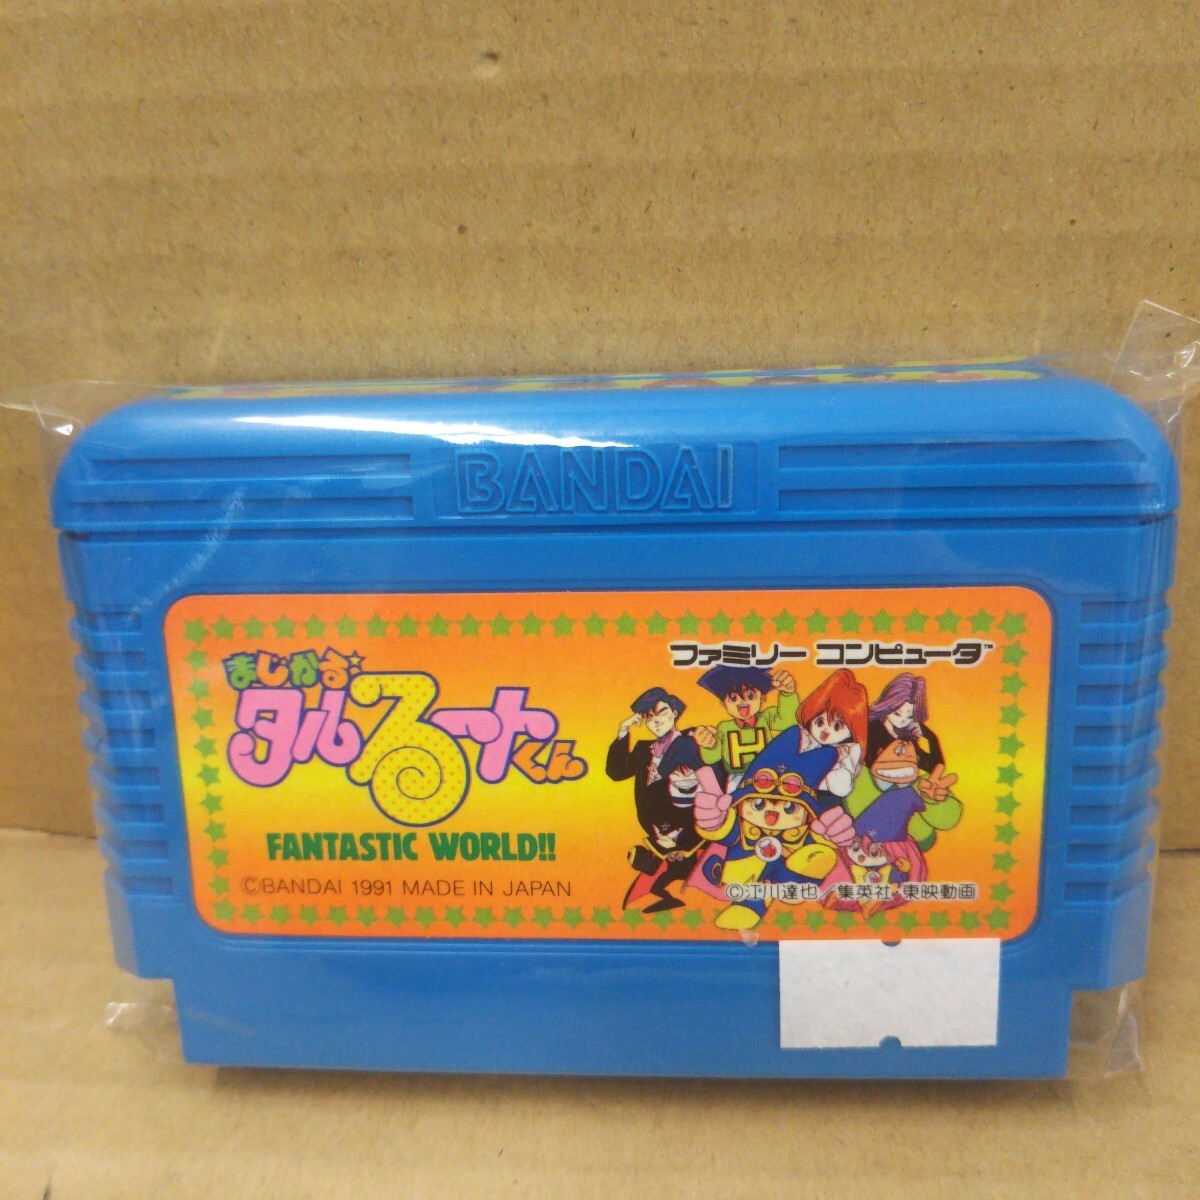 BANDAI
ファミリー コンピュータ™
まじかる
タルるートくん
FANTASTIC WORLD!!
©BANDAI 1991 MADE IN JAPAN
©江川達也/集英社・東映動画
H